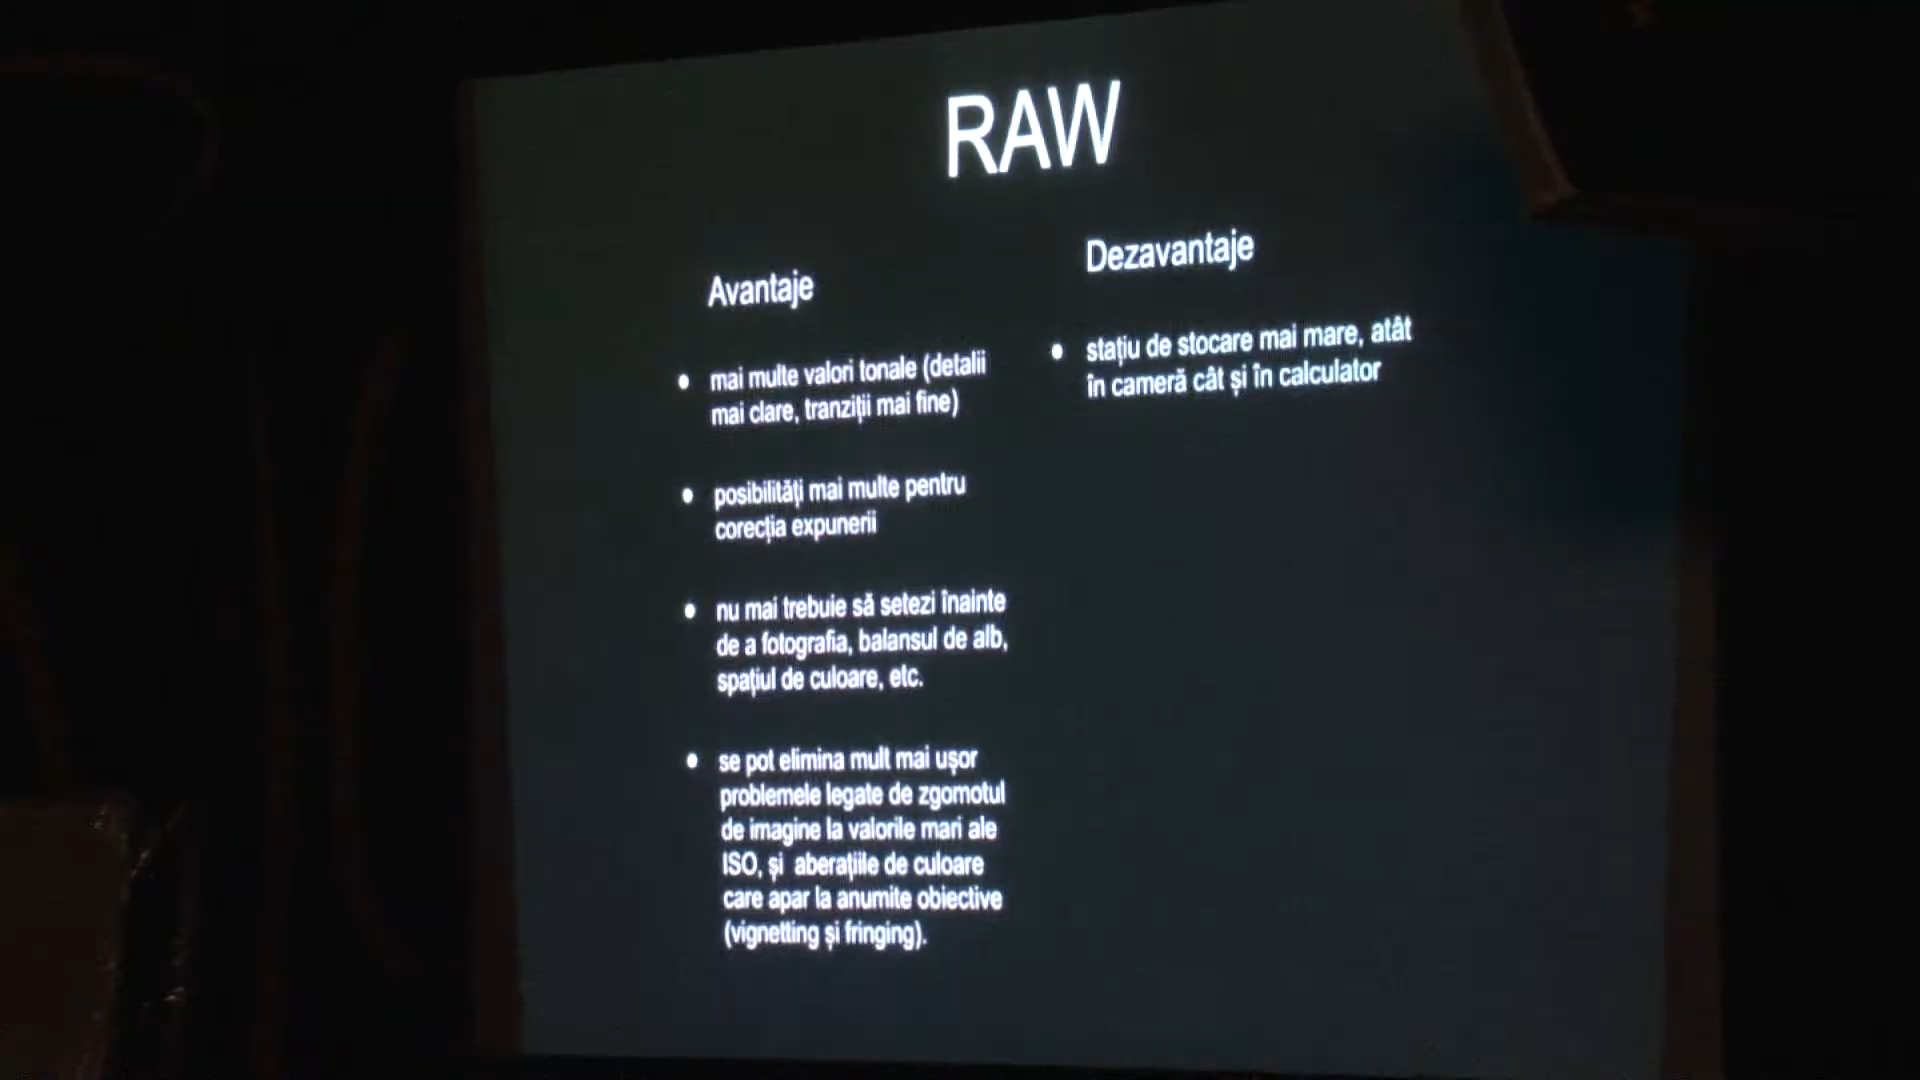 RAW
Avantaje
mai multe valori tonale (detalii
mai clare, tranziții mai fine)
posibilități mai multe pentru
corecția expunerii
nu mai trebuie să setezi înainte
de a fotografia, balansul de alb,
spațiul de culoare, etc.
se pot elimina mult mai ușor
problemele legate de zgomotul
de imagine la valorile mari ale
ISO, și  aberațiile de culoare
care apar la anumite obiective
(vignetting și fringing).
Dezavantaje
stațiu de stocare mai mare, atât
în cameră cât și în calculator